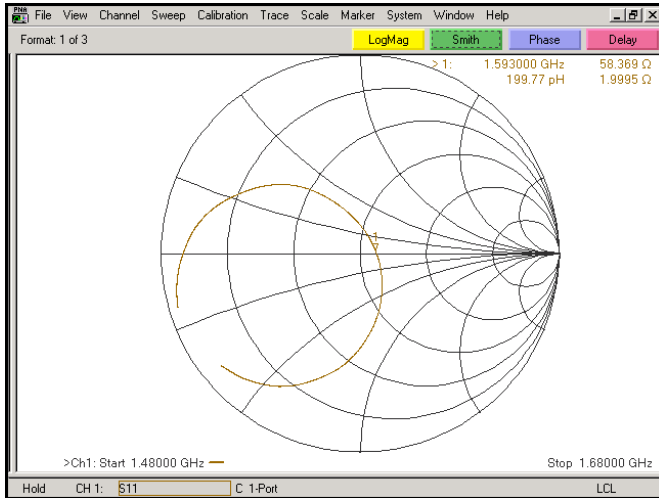 PNA File View Channel Sweep Calibration Trace Scale Marker System Window Help
Format: 1 of 3 LogMag Smith Phase Delay
> 1: 1.593000 GHz 58.369 Ω
199.77 pH 1.9995 Ω
1
>Ch1: Start 1.48000 GHz Stop 1.68000 GHz
Hold CH 1: S11 C 1-Port LCL